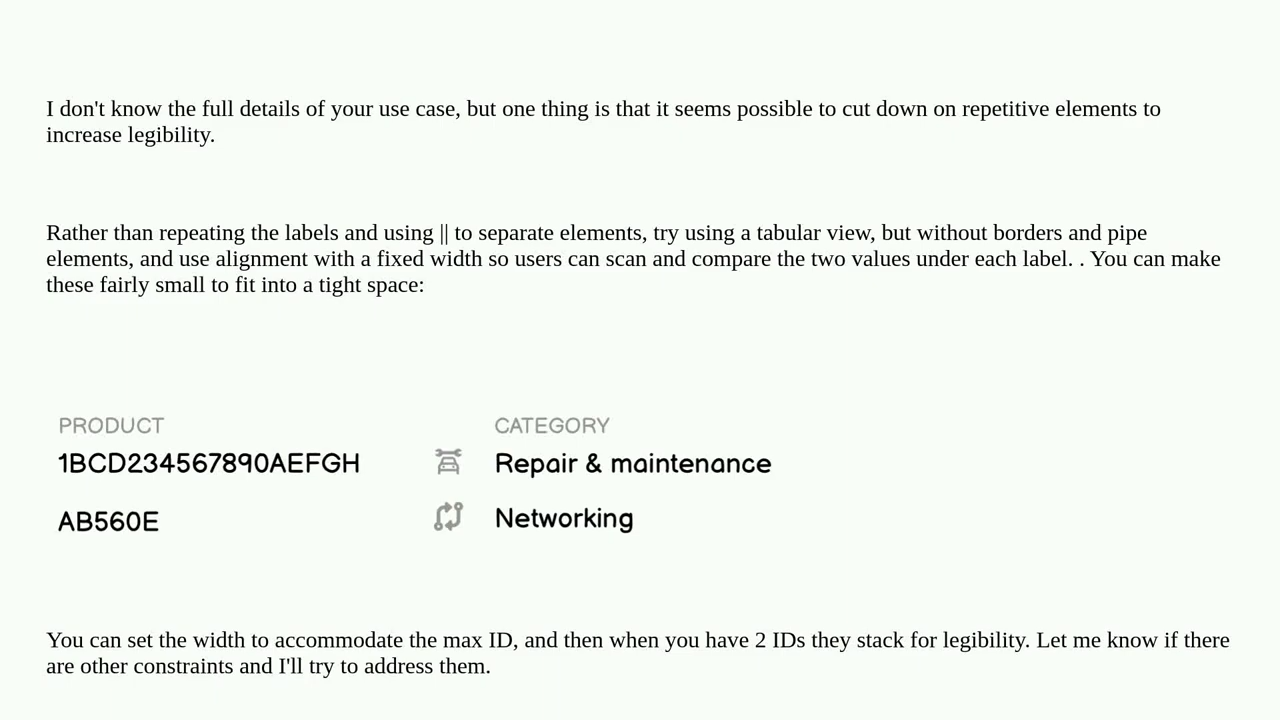 I don't know the full details of your use case, but one thing is that it seems possible to cut down on repetitive elements to
increase legibility.
Rather than repeating the labels and using || to separate elements, try using a tabular view, but without borders and pipe
elements, and use alignment with a fixed width so users can scan and compare the two values under each label. . You can make
these fairly small to fit into a tight space:
PRODUCT CATEGORY
1BCD234567890AEFGH Repair & maintenance
AB560E Networking
You can set the width to accommodate the max ID, and then when you have 2 IDs they stack for legibility. Let me know if there
are other constraints and I'll try to address them.